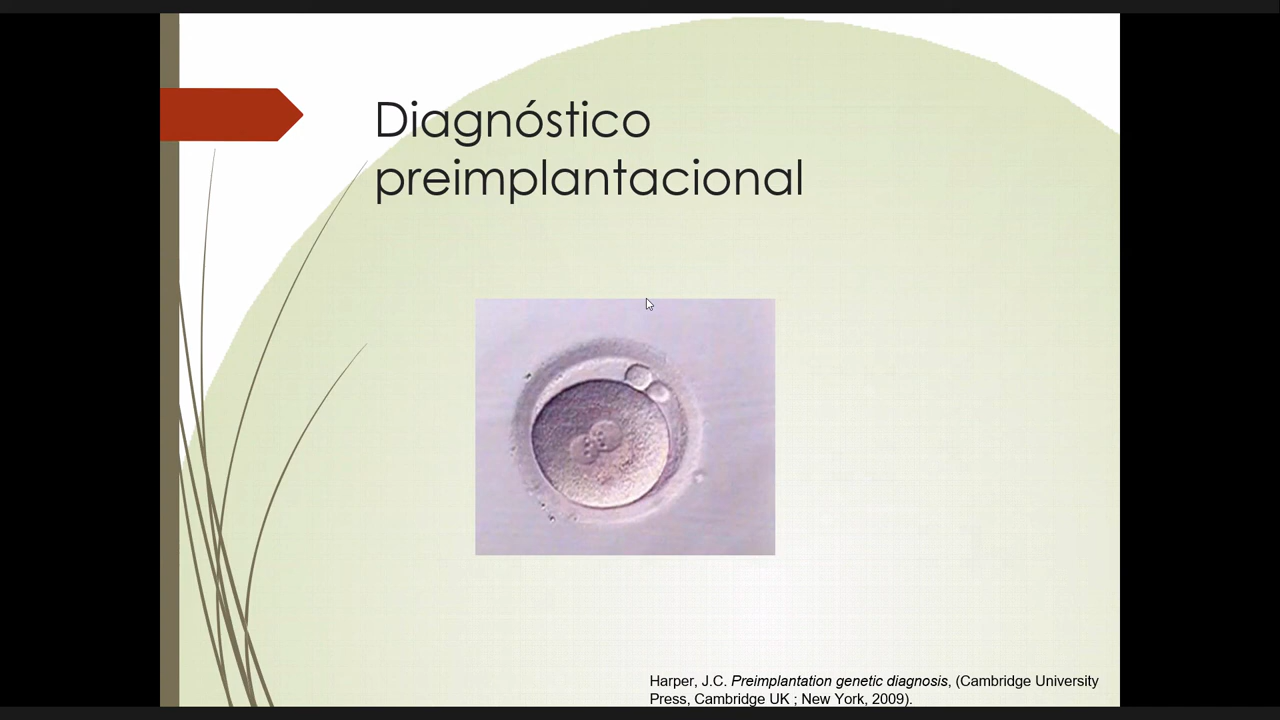 Diagnóstico
preimplantacional
Harper, J.C. Preimplantation genetic diagnosis, (Cambridge University
Press, Cambridge UK ; New York, 2009).